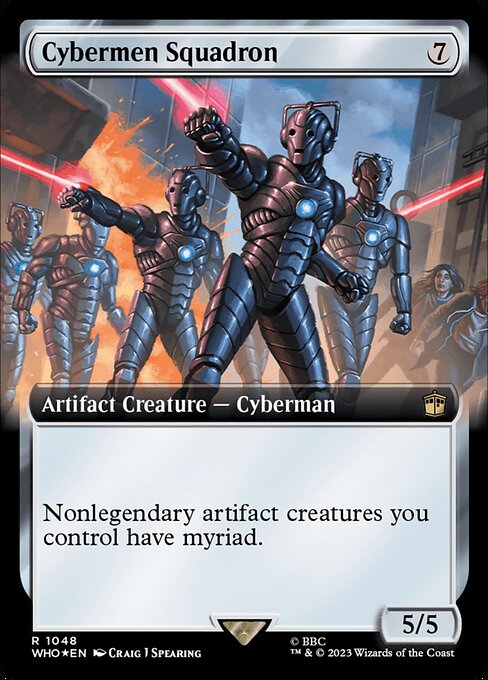 Cybermen Squadron 7
Artifact Creature — Cyberman
Nonlegendary artifact creatures you
control have myriad.
5/5
R 1048
WHO★EN Craig J Spearing
© BBC
™ & © 2023 Wizards of the Coast